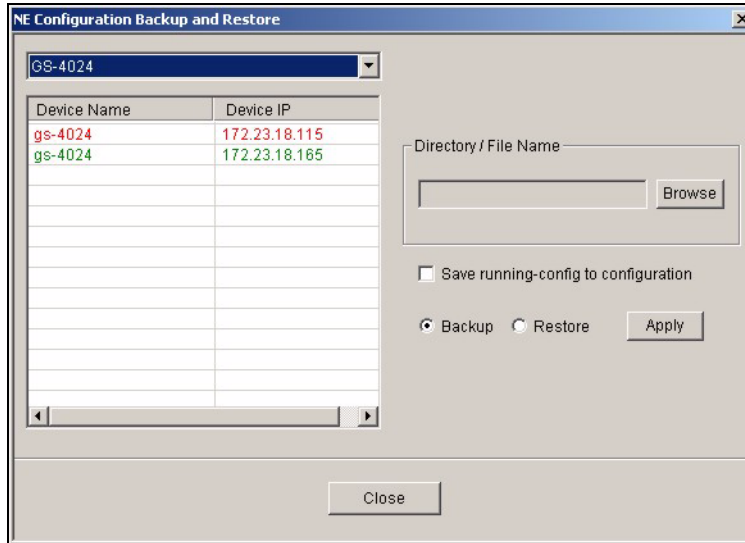 NE Configuration Backup and Restore
GS-4024
Device Name Device IP
gs-4024 172.23.18.115
gs-4024 172.23.18.165
Directory / File Name
Browse
Save running-config to configuration
Backup Restore Apply
Close